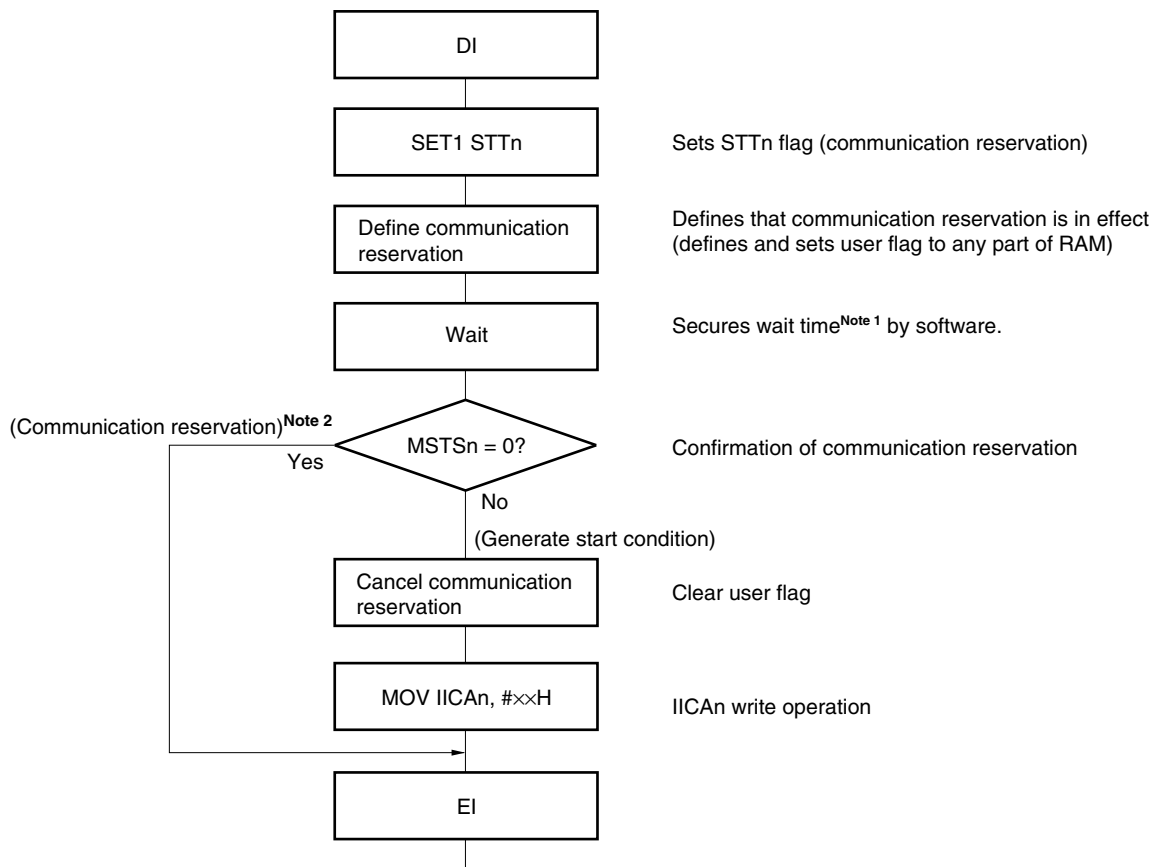 DI
SET1 STTn
Sets STTn flag (communication reservation)
Define communication
reservation
Defines that communication reservation is in effect
(defines and sets user flag to any part of RAM)
Wait
Secures wait timeNote 1 by software.
(Communication reservation)Note 2
Yes
MSTSn = 0?
Confirmation of communication reservation
No
(Generate start condition)
Cancel communication
reservation
Clear user flag
MOV IICAn, #××H
IICAn write operation
EI